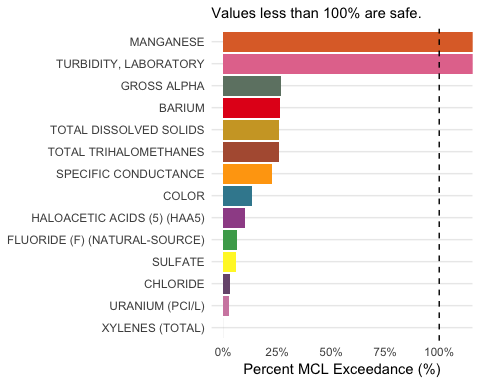 Values less than 100% are safe.
MANGANESE
TURBIDITY, LABORATORY
GROSS ALPHA
BARIUM
TOTAL DISSOLVED SOLIDS
TOTAL TRIHALOMETHANES
SPECIFIC CONDUCTANCE
COLOR
HALOACETIC ACIDS (5) (HAA5)
FLUORIDE (F) (NATURAL-SOURCE)
SULFATE
CHLORIDE
URANIUM (PCI/L)
XYLENES (TOTAL)
0% 25% 50% 75% 100%
Percent MCL Exceedance (%)